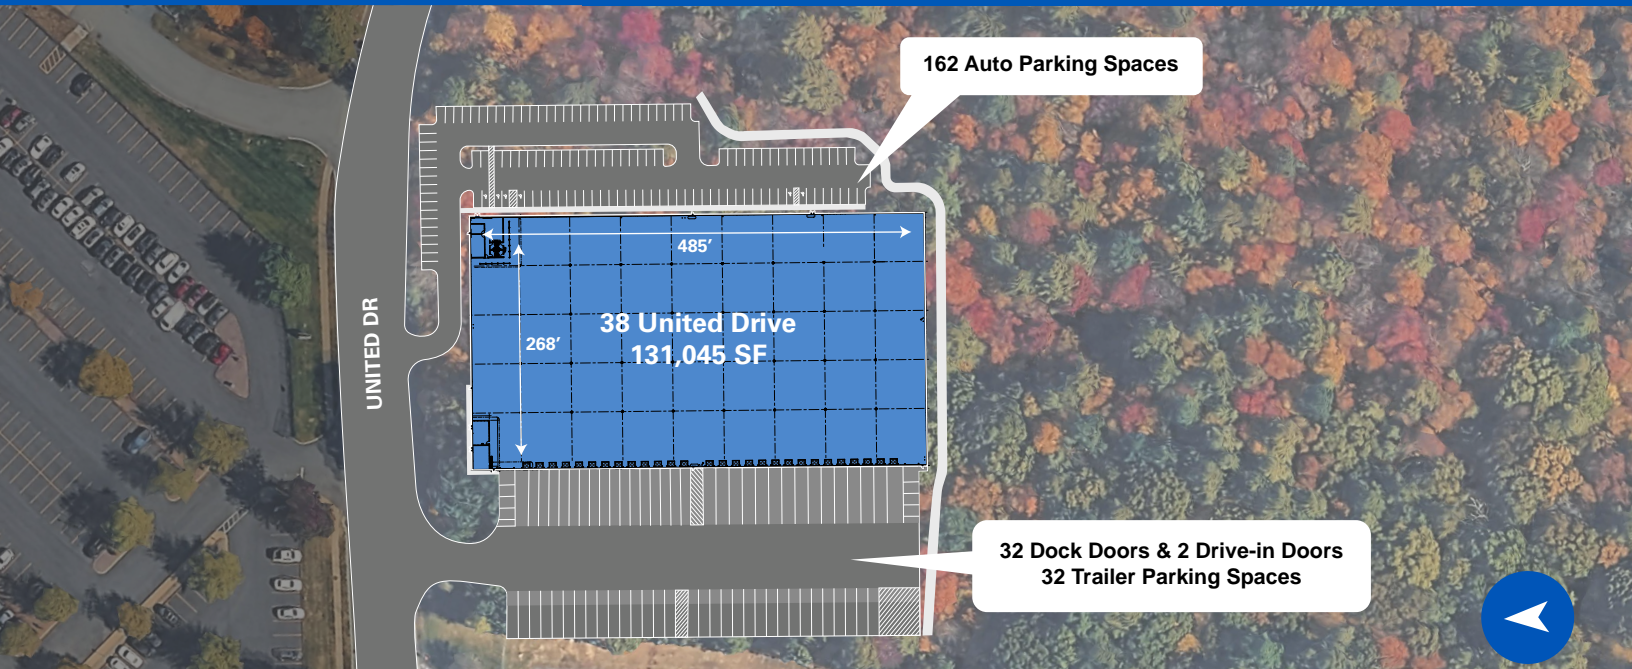 162 Auto Parking Spaces
485’
38 United Drive
131,045 SF
268’
UNITED DR
32 Dock Doors & 2 Drive-in Doors
32 Trailer Parking Spaces